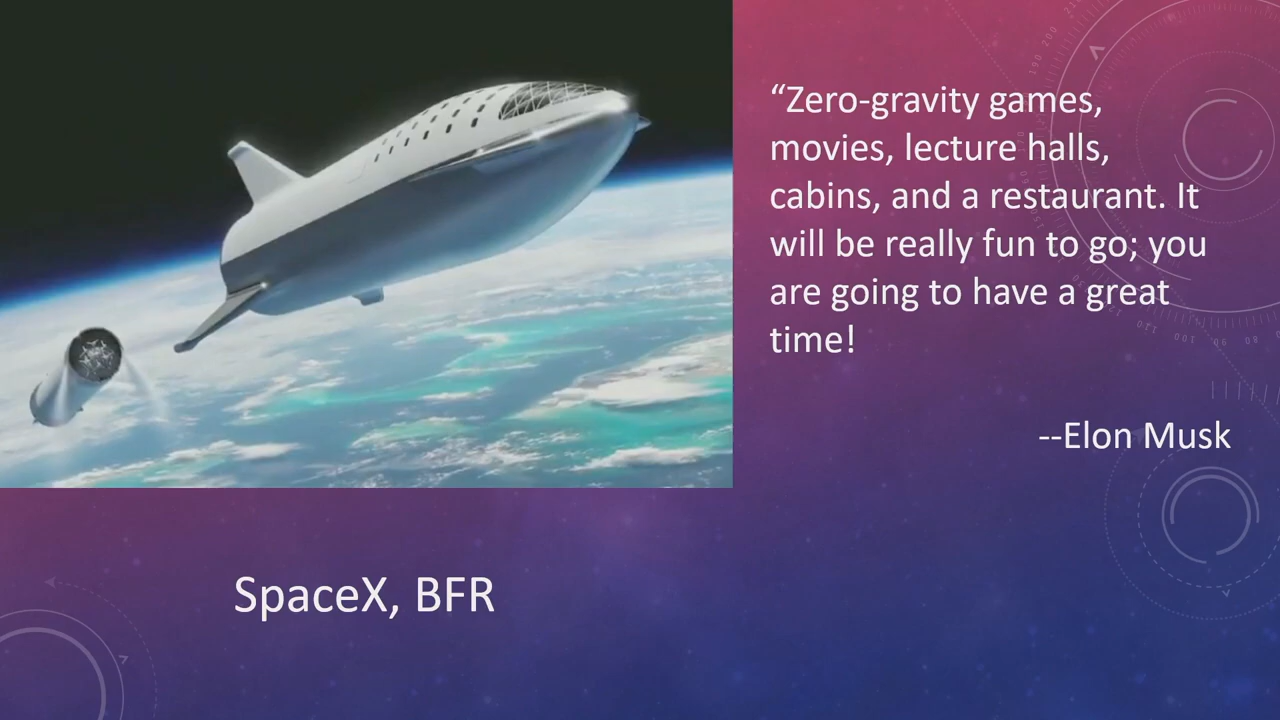 “Zero-gravity games,
movies, lecture halls,
cabins, and a restaurant. It
will be really fun to go; you
are going to have a great
time!
--Elon Musk
SpaceX, BFR